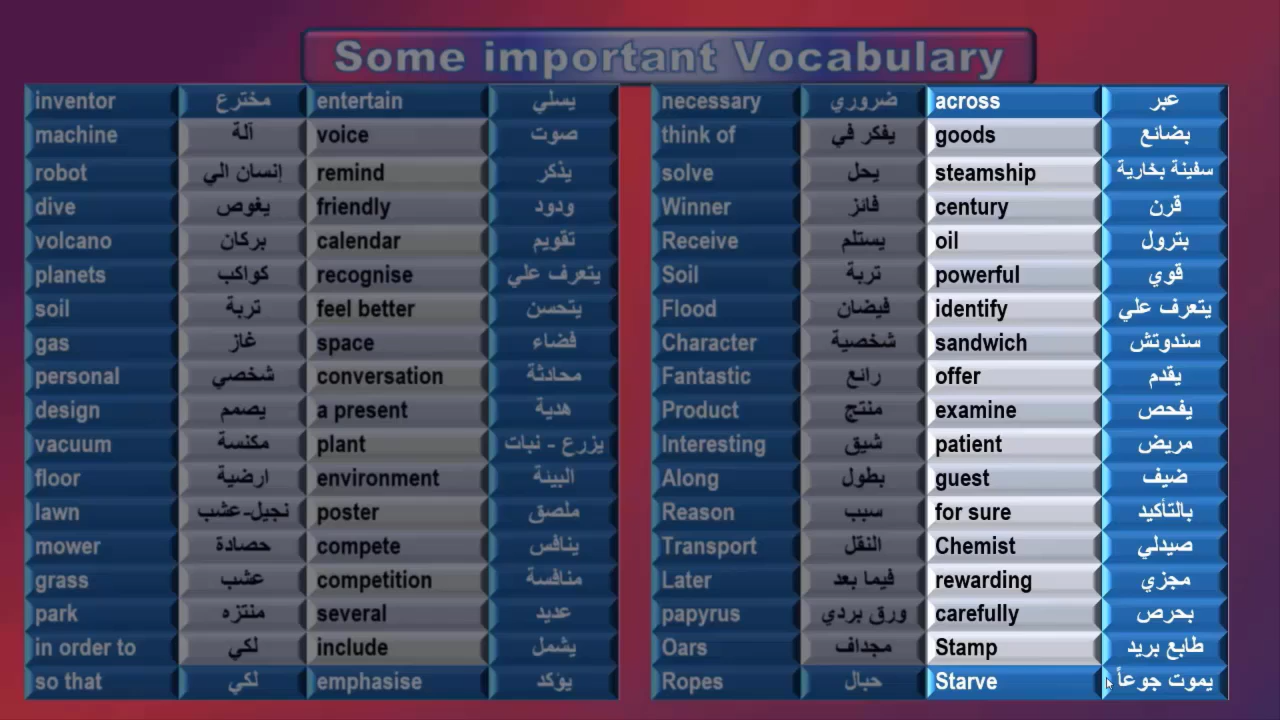 Some important Vocabulary
inventor مخترع entertain يسلي necessary ضروري across عبر
machine آلة voice صوت think of يفكر في goods بضائع
robot إنسان الي remind يذكر solve يحل steamship سفينة بخارية
dive يغوص friendly ودود Winner فائز century قرن
volcano بركان calendar تقويم Receive يستلم oil بترول
planets كواكب recognise يتعرف علي Soil تربة powerful قوي
soil تربة feel better يتحسن Flood فيضان identify يتعرف علي
gas غاز space فضاء Character شخصية sandwich سندوتش
personal شخصي conversation محادثة Fantastic رائع offer يقدم
design يصمم a present هدية Product منتج examine يفحص
vacuum مكنسة plant يزرع - نبات Interesting شيق patient مريض
floor ارضية environment البيئة Along بطول guest ضيف
lawn نجيل-عشب poster ملصق Reason سبب for sure بالتأكيد
mower حصادة compete ينافس Transport النقل Chemist صيدلي
grass عشب competition منافسة Later فيما بعد rewarding مجزي
park منتزه several عديد papyrus ورق بردي carefully بحرص
in order to لكي include يشمل Oars مجداف Stamp طابع بريد
so that لكي emphasise يؤكد Ropes حبال Starve يموت جوعاً